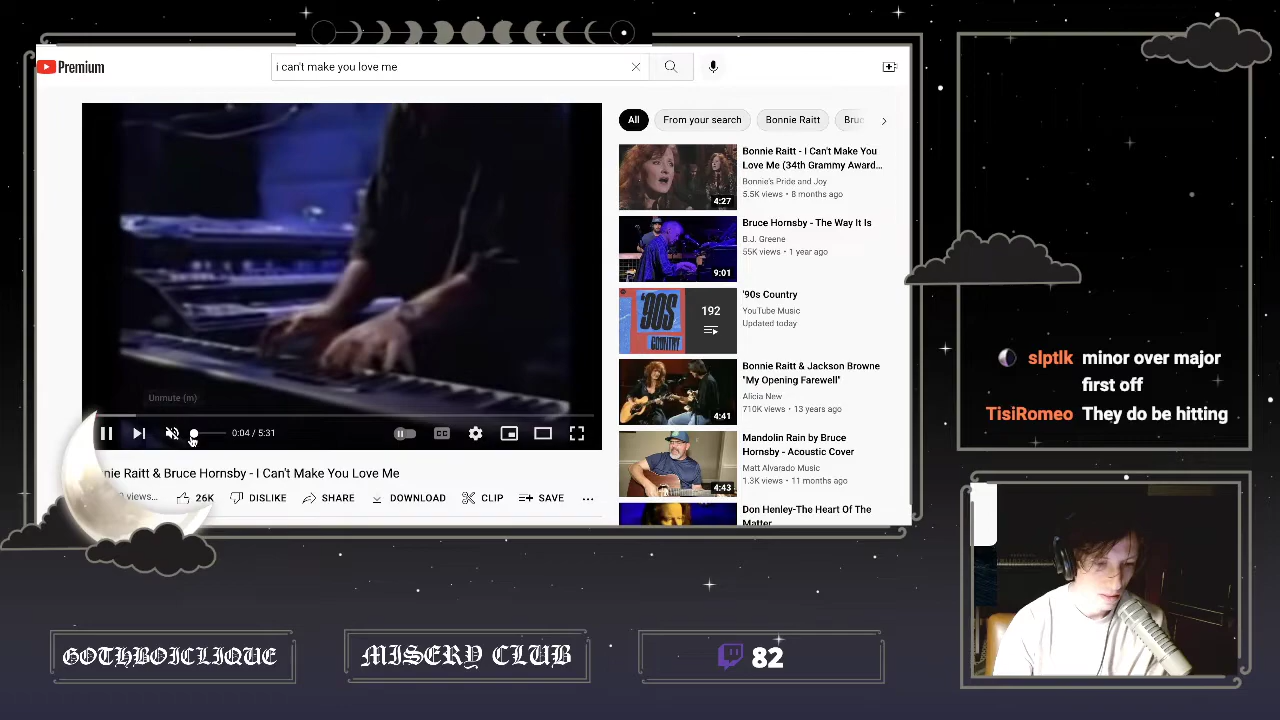 Premium
i can't make you love me
Unmute (m)
0:04 / 5:31
CC
nie Raitt & Bruce Hornsby - I Can't Make You Love Me
views...
26K
DISLIKE
SHARE
DOWNLOAD
CLIP
SAVE
All
From your search
Bonnie Raitt
Bruc
Bonnie Raitt - I Can't Make You
Love Me (34th Grammy Award...
Bonnie's Pride and Joy
5.5K views • 8 months ago
4:27
Bruce Hornsby - The Way It Is
B.J. Greene
55K views • 1 year ago
9:01
'90s Country
YouTube Music
Updated today
'90S
COUNTRY
192
Bonnie Raitt & Jackson Browne
"My Opening Farewell"
Alicia New
710K views • 13 years ago
4:41
Mandolin Rain by Bruce
Hornsby - Acoustic Cover
Matt Alvarado Music
1.3K views • 11 months ago
4:43
Don Henley-The Heart Of The
Matter
slptlk minor over major
first off
TisiRomeo They do be hitting
GOTHBOICLIQUE
MISERY CLUB
82